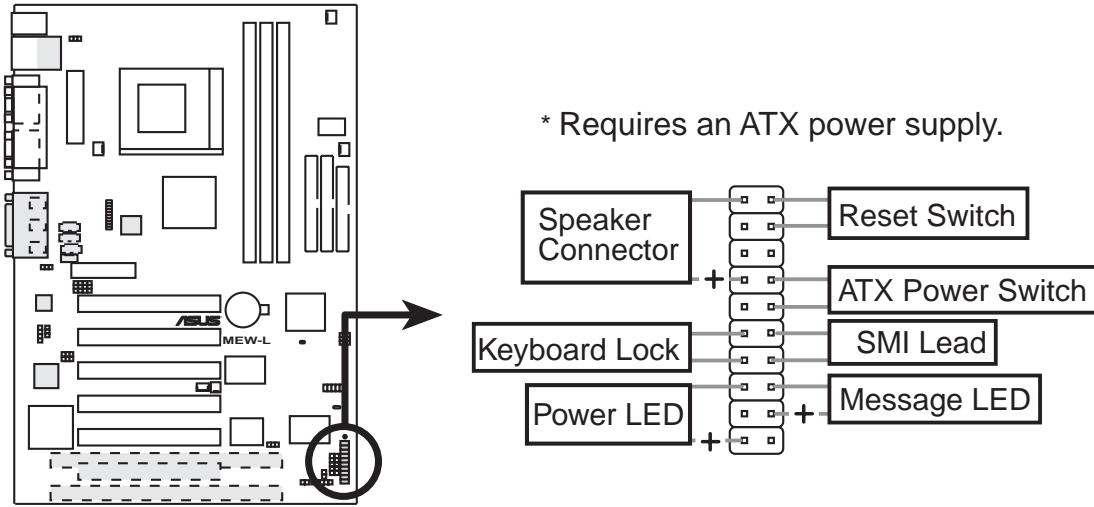 * Requires an ATX power supply.
Speaker
Connector
+
Reset Switch
ATX Power Switch
Keyboard Lock
SMI Lead
Power LED
+
Message LED
+
ASUS
MEW-L